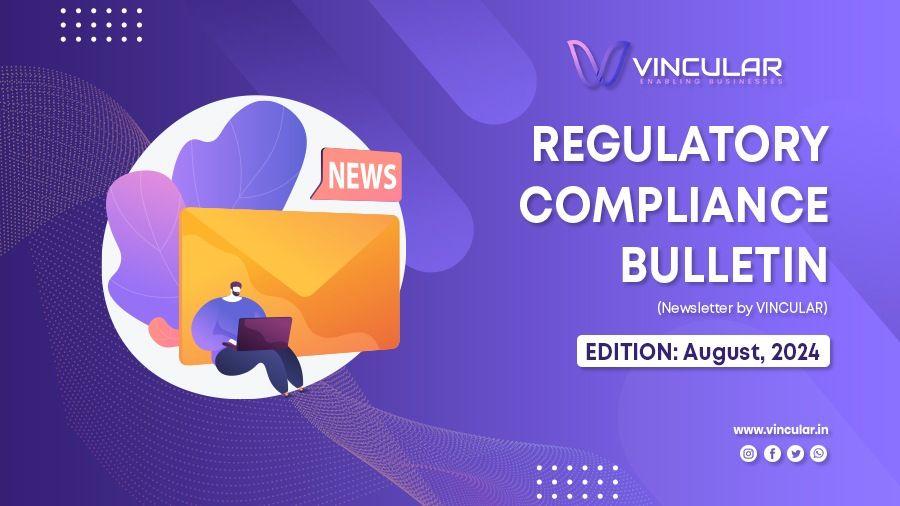 VINCULAR
ENABLING BUSINESSES
NEWS
REGULATORY
COMPLIANCE
BULLETIN
(Newsletter by VINCULAR)
EDITION: August, 2024
www.vincular.in